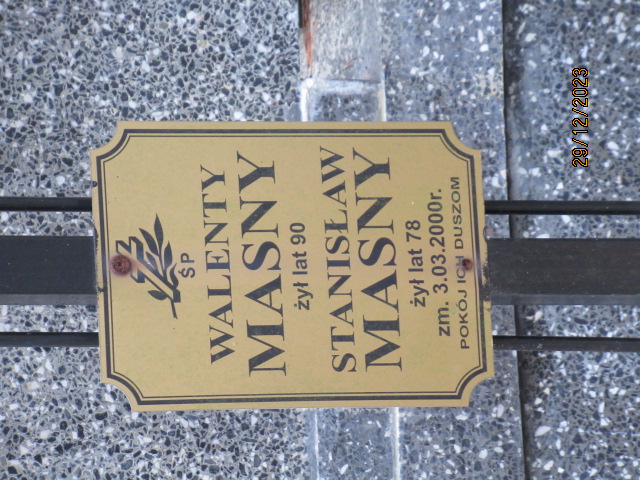 ŚP
WALENTY
MASNY
żył lat 90
STANISŁAW
MASNY
żył lat 78
zm. 3.03.2000r.
POKÓJ ICH DUSZOM
29/12/2023